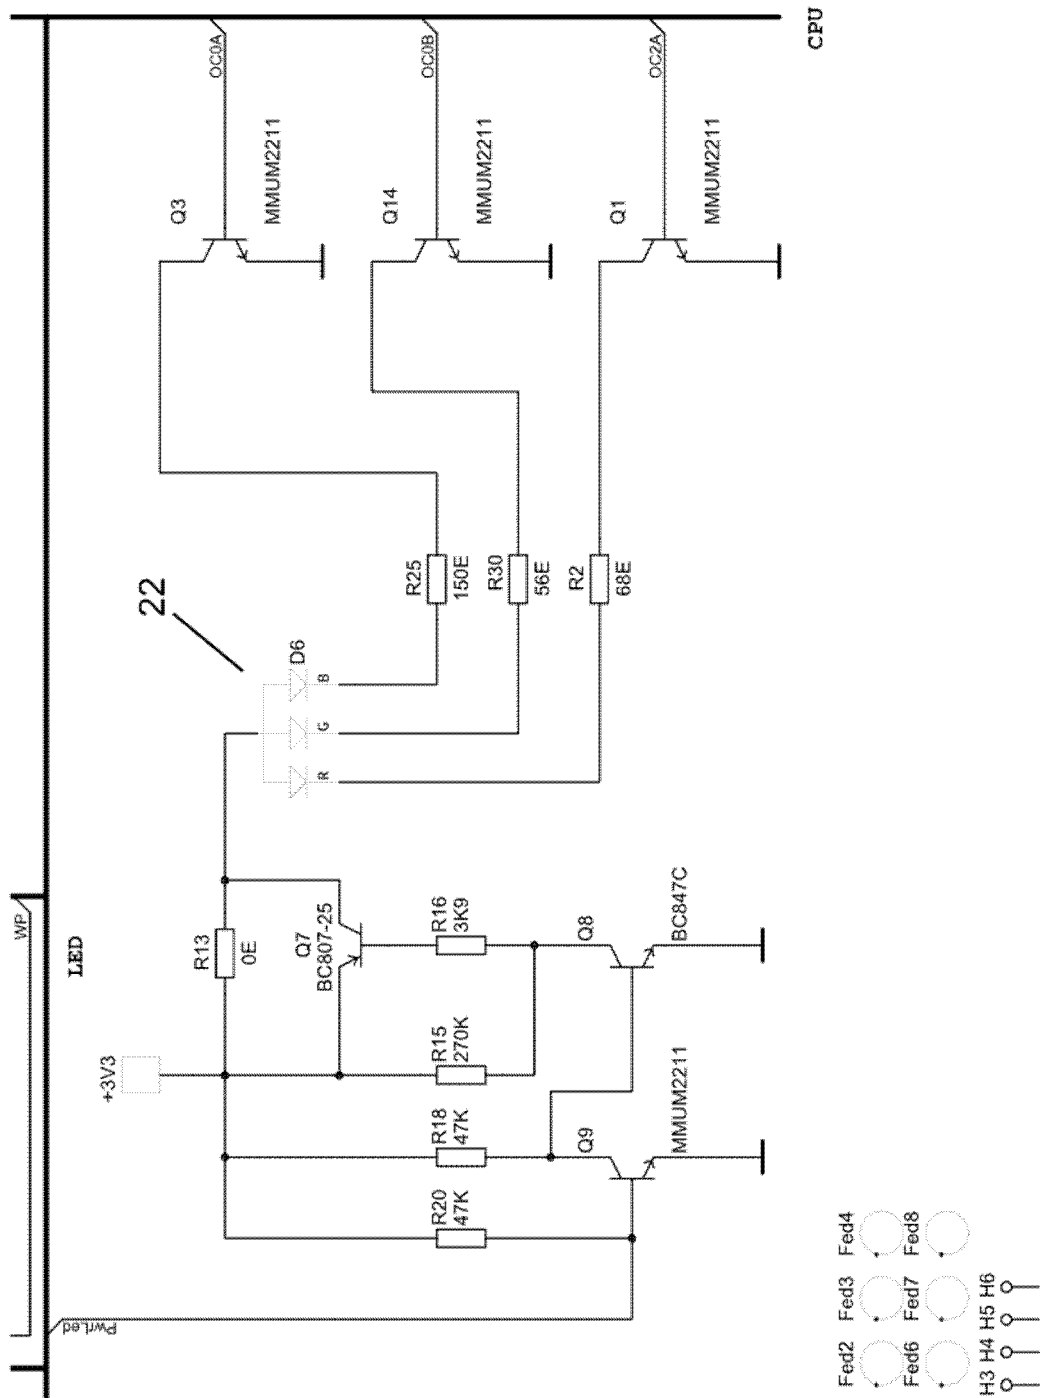 CPU
OC0A
OC0B
OC2A
Q3
MMUM2211
Q14
MMUM2211
Q1
MMUM2211
R25
150E
R30
56E
R2
68E
22
D6
B
G
R
WP
LED
R13
0E
Q7
BC807-25
R16
3K9
Q8
BC847C
+3V3
R15
270K
R18
47K
Q9
MMUM2211
R20
47K
PwrLed
Fed4
Fed8
Fed3
Fed7
Fed2
Fed6
H3 H4 H5 H6